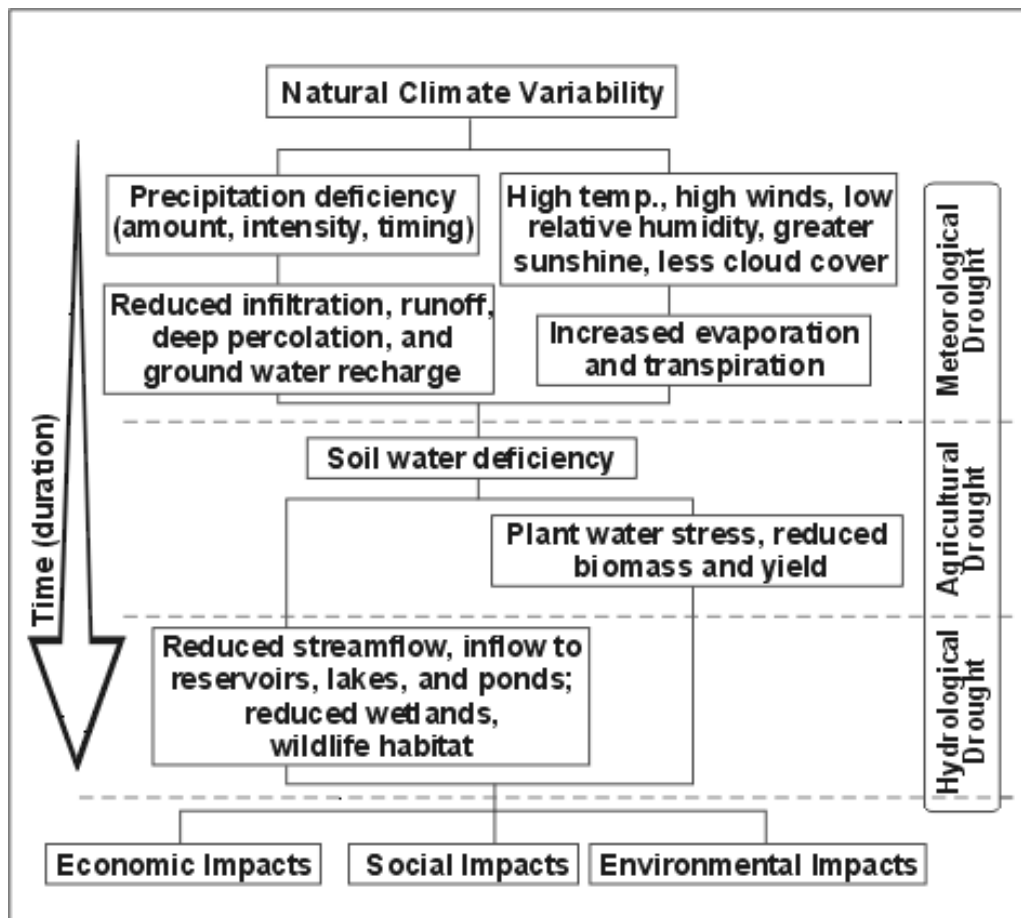 Natural Climate Variability
Precipitation deficiency
(amount, intensity, timing)
High temp., high winds, low
relative humidity, greater
sunshine, less cloud cover
Reduced infiltration, runoff,
deep percolation, and
ground water recharge
Increased evaporation
and transpiration
Meteorological
Drought
Time (duration)
Soil water deficiency
Plant water stress, reduced
biomass and yield
Agricultural
Drought
Reduced streamflow, inflow to
reservoirs, lakes, and ponds;
reduced wetlands,
wildlife habitat
Hydrological
Drought
Economic Impacts
Social Impacts
Environmental Impacts